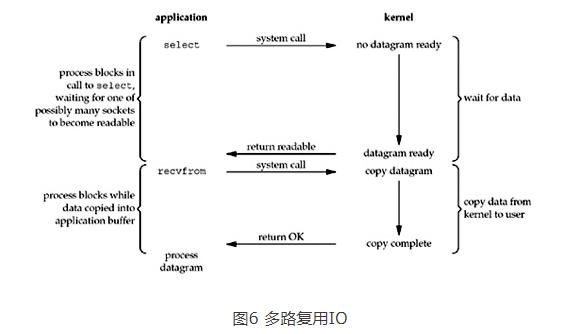 application kernel
select system call no datagram ready
process blocks in
call to select,
waiting for one of
possibly many sockets
to become readable
wait for data
return readable datagram ready
recvfrom system call copy datagram
process blocks while
data copied into
application buffer
copy data from
kernel to user
return OK copy complete
process
datagram
图6 多路复用IO